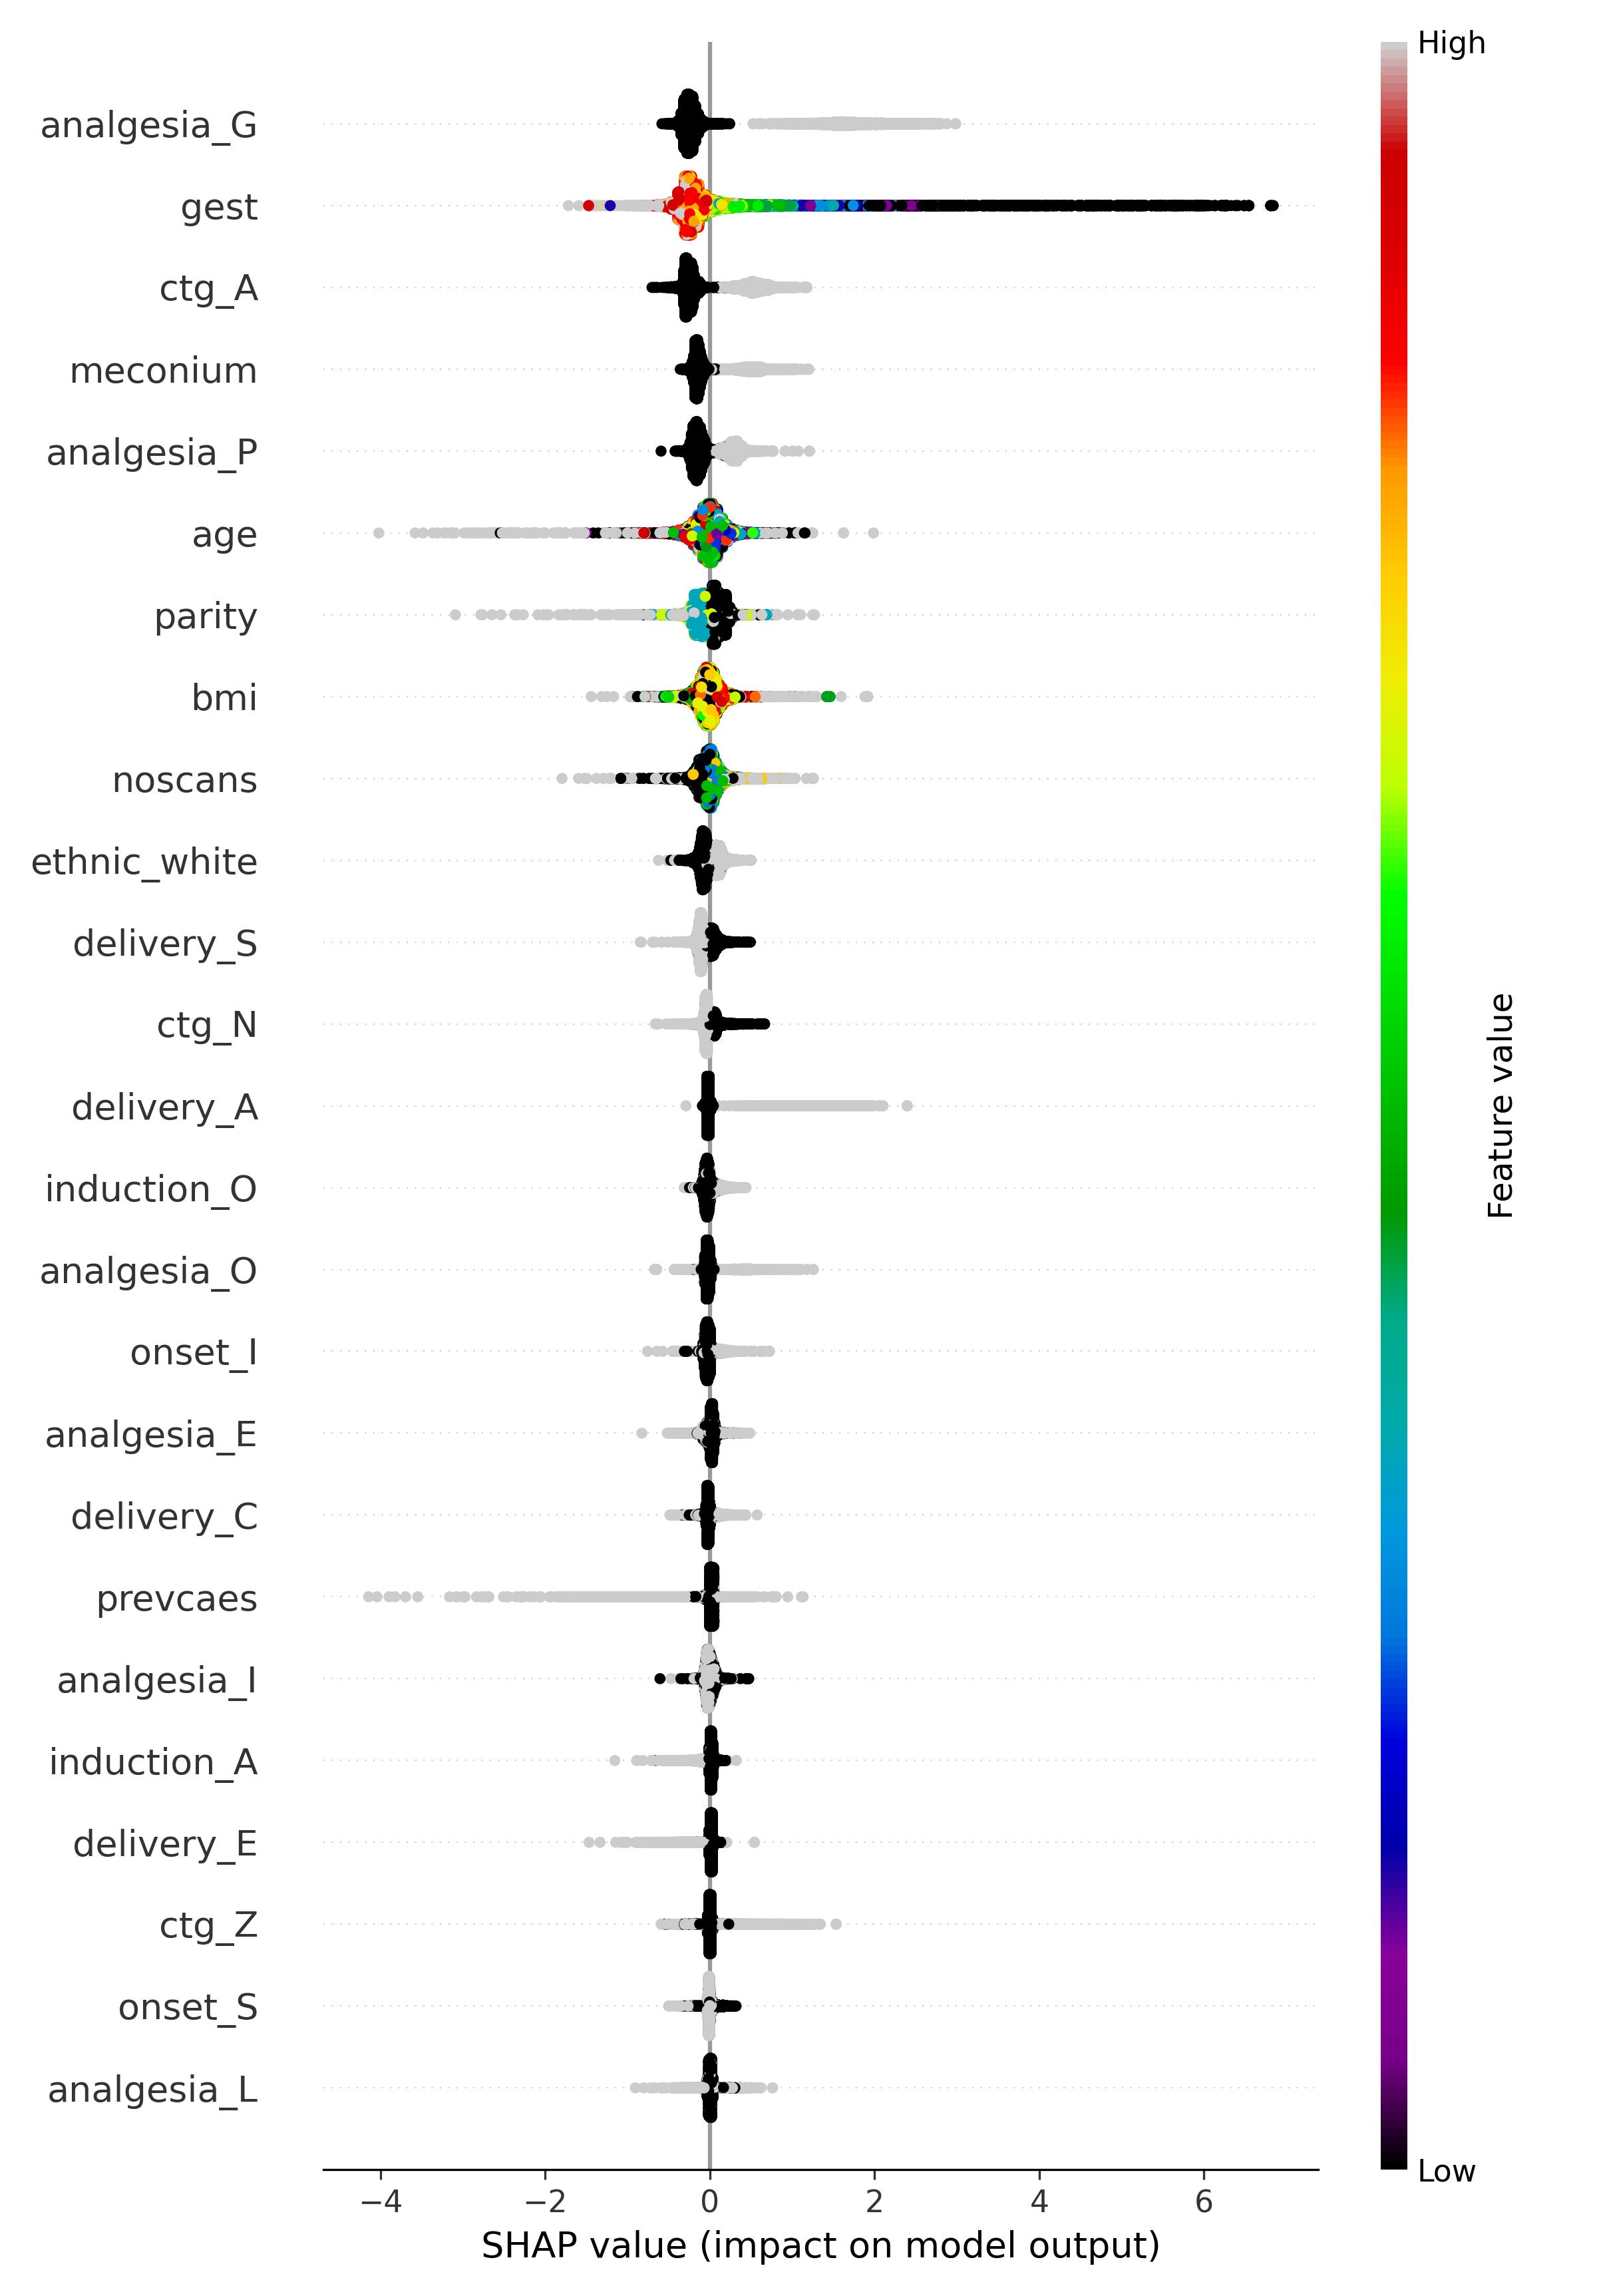 High
analgesia_G
gest
ctg_A
meconium
analgesia_P
age
parity
bmi
noscans
ethnic_white
delivery_S
ctg_N
delivery_A
induction_O
analgesia_O
onset_I
analgesia_E
delivery_C
prevcaes
analgesia_I
induction_A
delivery_E
ctg_Z
onset_S
analgesia_L
Feature value
Low
−4 −2 0 2 4 6
SHAP value (impact on model output)